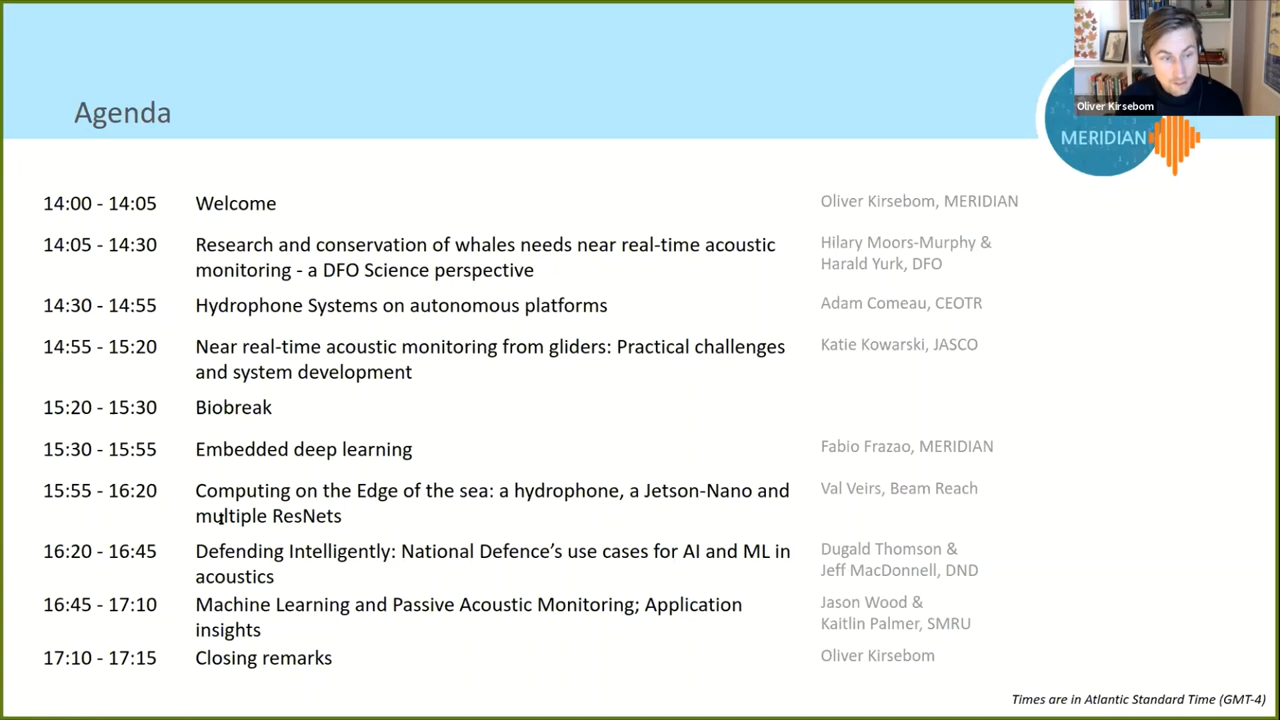 Oliver Kirsebom
Agenda
MERIDIAN
14:00 - 14:05 Welcome Oliver Kirsebom, MERIDIAN
14:05 - 14:30 Research and conservation of whales needs near real-time acoustic Hilary Moors-Murphy &
monitoring - a DFO Science perspective Harald Yurk, DFO
14:30 - 14:55 Hydrophone Systems on autonomous platforms Adam Comeau, CEOTR
14:55 - 15:20 Near real-time acoustic monitoring from gliders: Practical challenges Katie Kowarski, JASCO
and system development
15:20 - 15:30 Biobreak
15:30 - 15:55 Embedded deep learning Fabio Frazao, MERIDIAN
15:55 - 16:20 Computing on the Edge of the sea: a hydrophone, a Jetson-Nano and Val Veirs, Beam Reach
multiple ResNets
16:20 - 16:45 Defending Intelligently: National Defence’s use cases for AI and ML in Dugald Thomson &
acoustics Jeff MacDonnell, DND
16:45 - 17:10 Machine Learning and Passive Acoustic Monitoring; Application Jason Wood &
insights Kaitlin Palmer, SMRU
17:10 - 17:15 Closing remarks Oliver Kirsebom
Times are in Atlantic Standard Time (GMT-4)